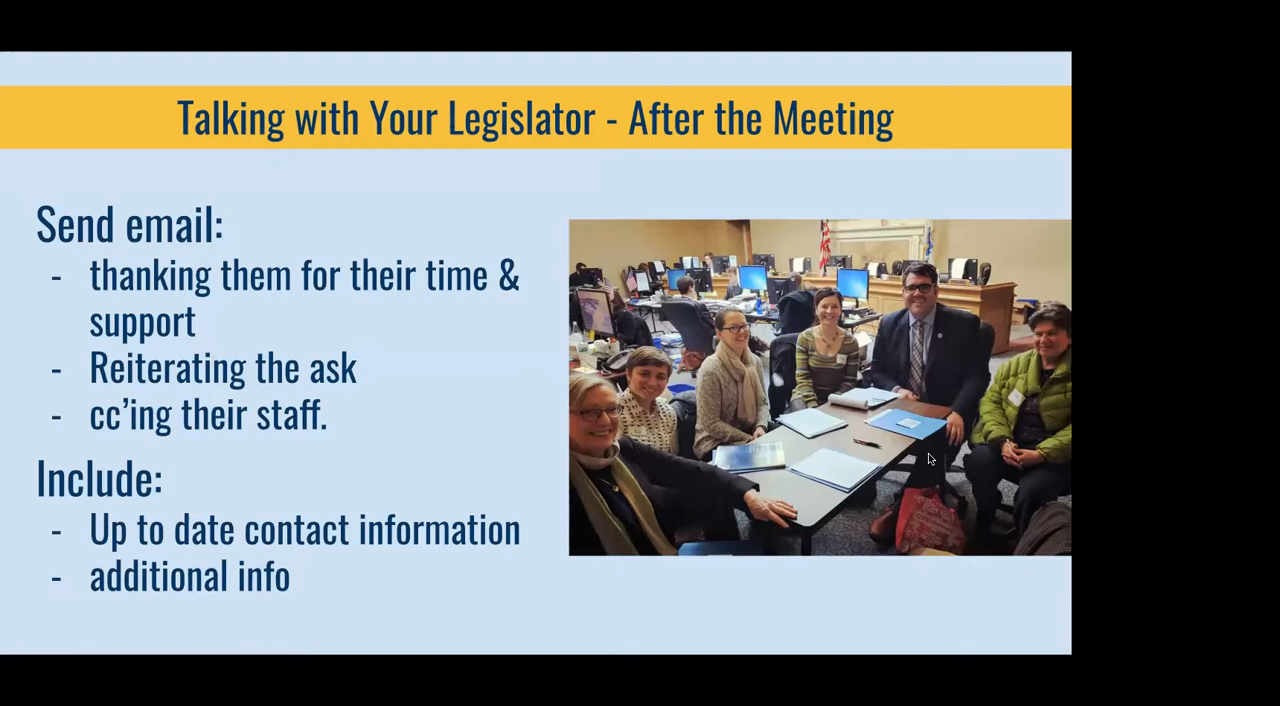 Talking with Your Legislator - After the Meeting
Send email:
- thanking them for their time &
support
- Reiterating the ask
- cc’ing their staff.
Include:
- Up to date contact information
- additional info